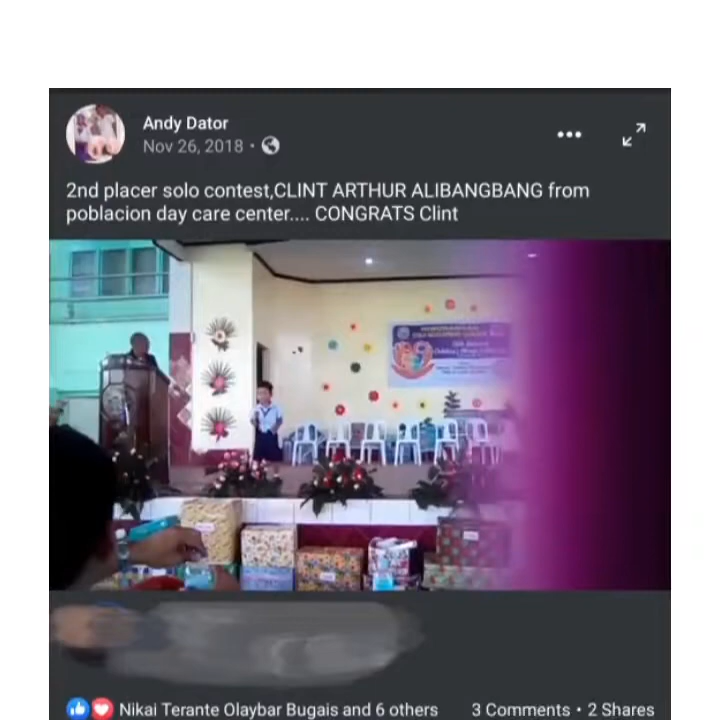 Andy Dator
Nov 26, 2018 •
2nd placer solo contest,CLINT ARTHUR ALIBANGBANG from
poblacion day care center.... CONGRATS Clint
Nikai Terante Olaybar Bugais and 6 others 3 Comments • 2 Shares